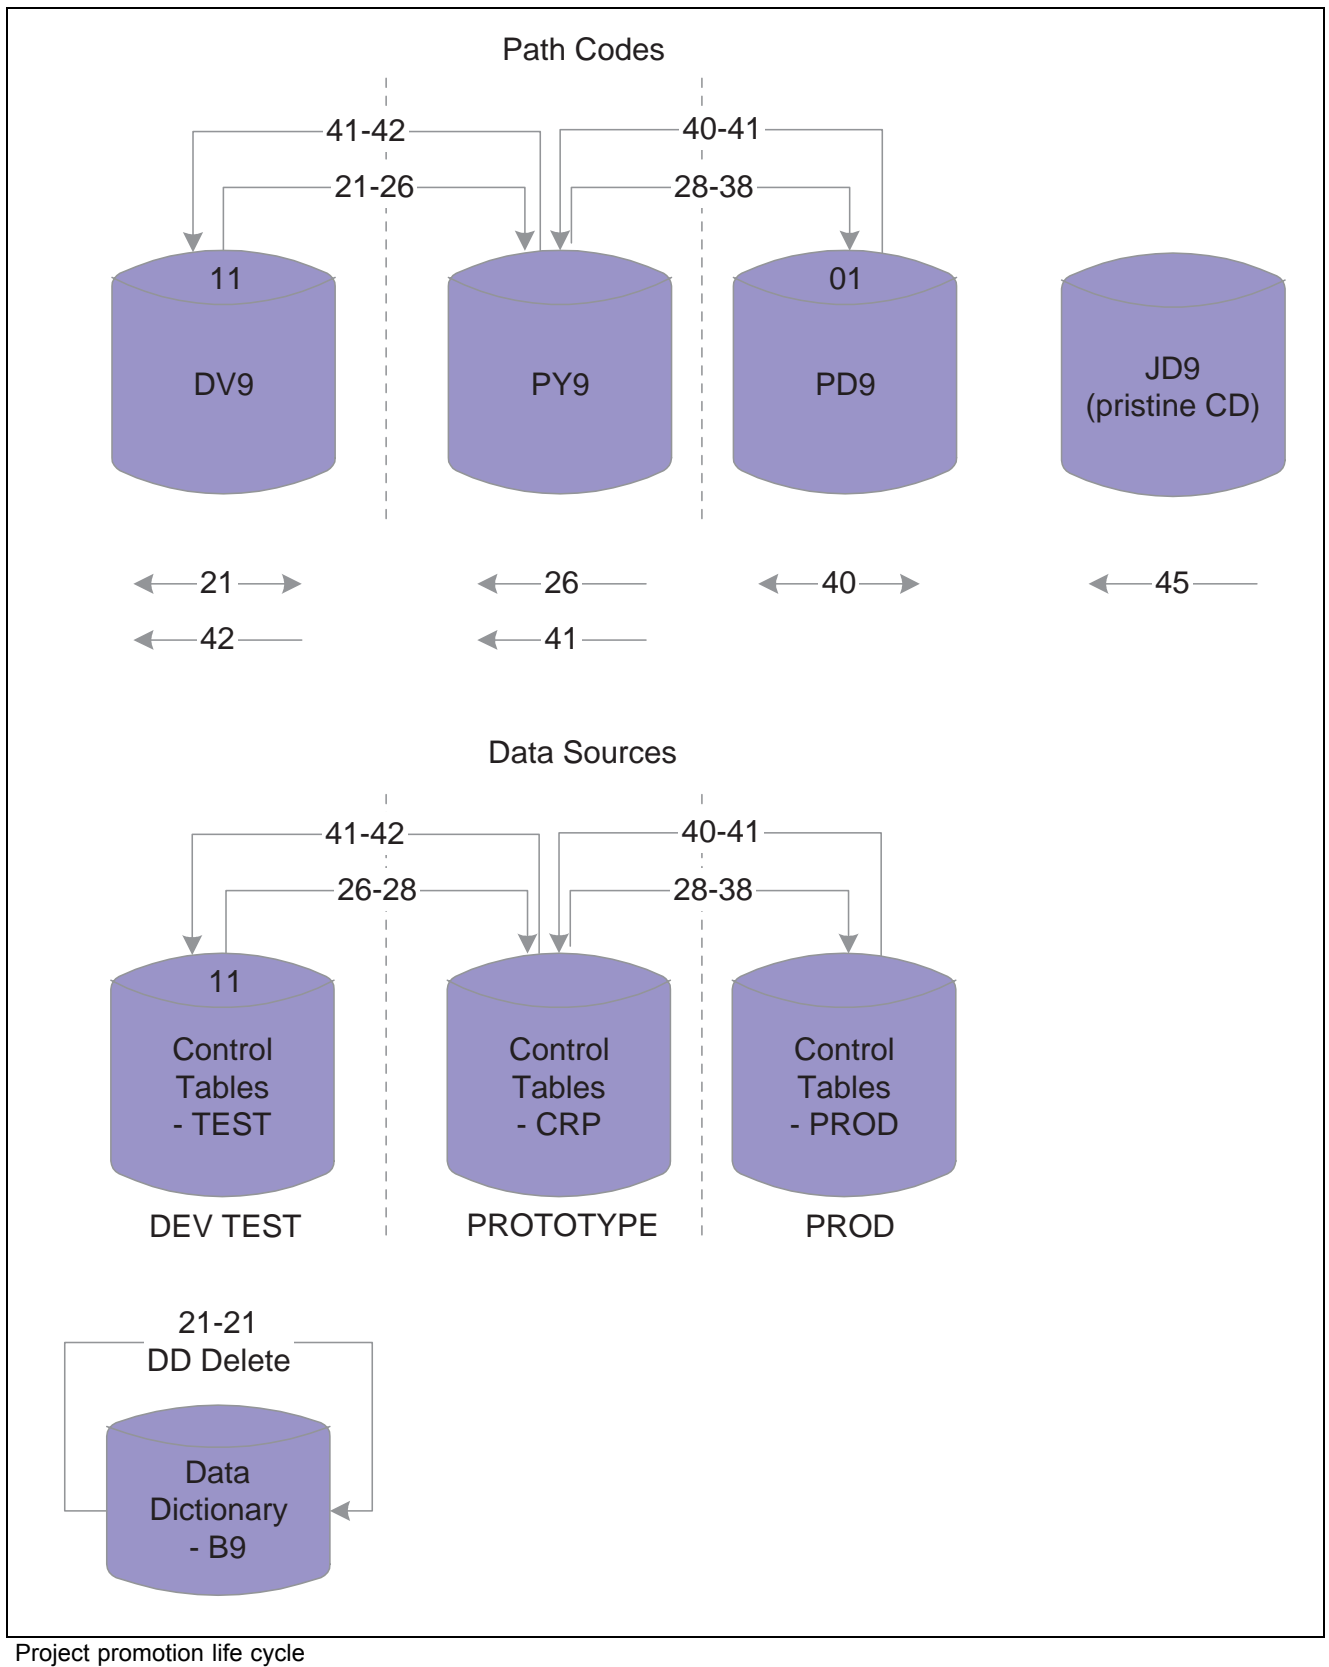 Path Codes
41-42
40-41
21-26
28-38
11
01
DV9
PY9
PD9
JD9
(pristine CD)
21
26
40
45
42
41
Data Sources
41-42
40-41
26-28
28-38
11
Control
Tables
- TEST
Control
Tables
- CRP
Control
Tables
- PROD
DEV TEST
PROTOTYPE
PROD
21-21
DD Delete
Data
Dictionary
- B9
Project promotion life cycle